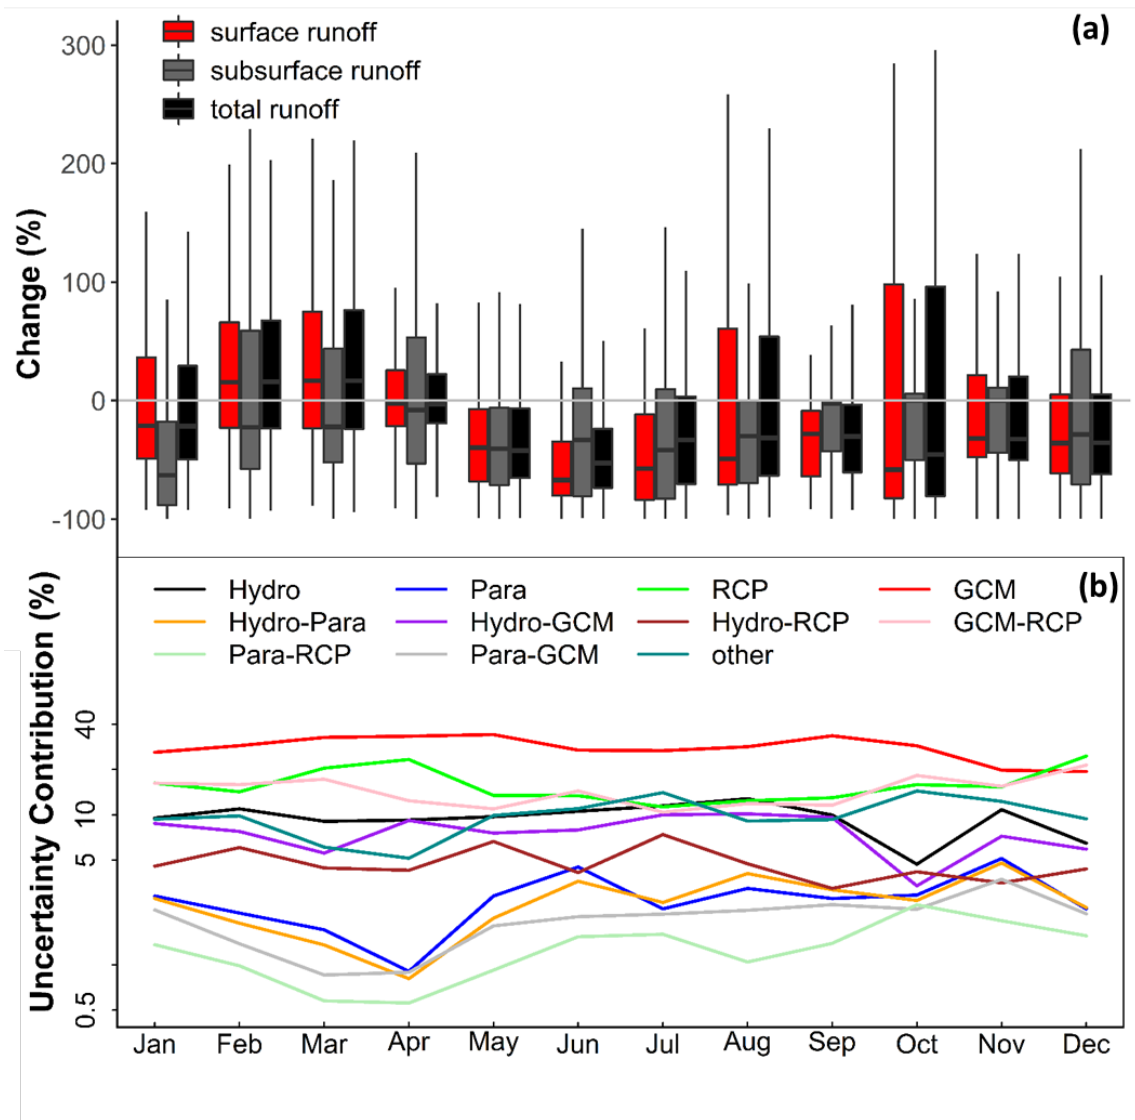 (a)
surface runoff
subsurface runoff
total runoff
Change (%)
300
200
100
0
-100
(b)
Hydro Para RCP GCM
Hydro-Para Hydro-GCM Hydro-RCP GCM-RCP
Para-RCP Para-GCM other
Uncertainty Contribution (%)
40
10
5
0.5
Jan Feb Mar Apr May Jun Jul Aug Sep Oct Nov Dec